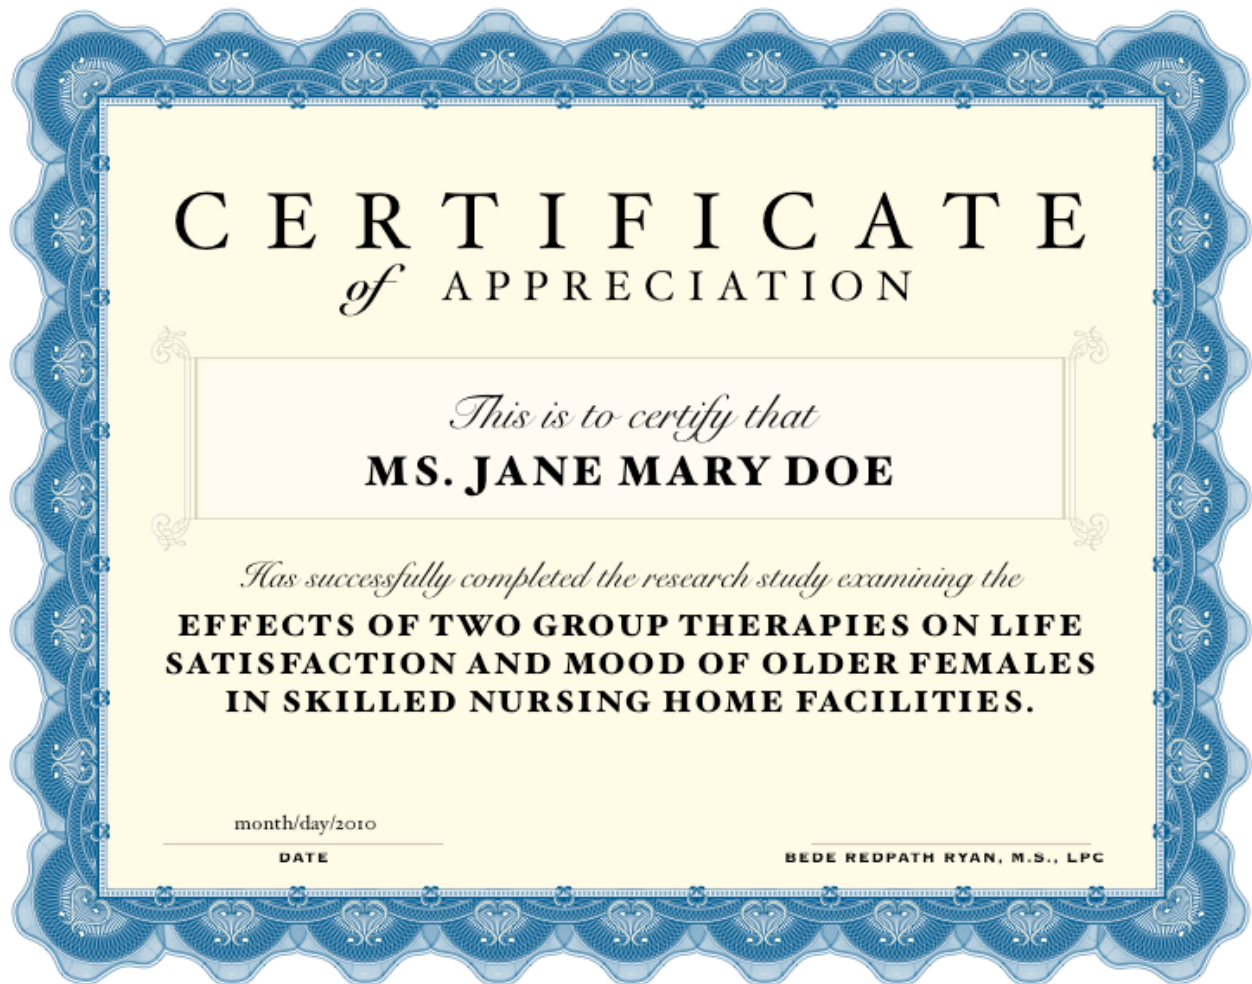 CERTIFICATE
of APPRECIATION
This is to certify that
MS. JANE MARY DOE
Has successfully completed the research study examining the
EFFECTS OF TWO GROUP THERAPIES ON LIFE
SATISFACTION AND MOOD OF OLDER FEMALES
IN SKILLED NURSING HOME FACILITIES.
month/day/2010
DATE
BEDE REDPATH RYAN, M.S., LPC